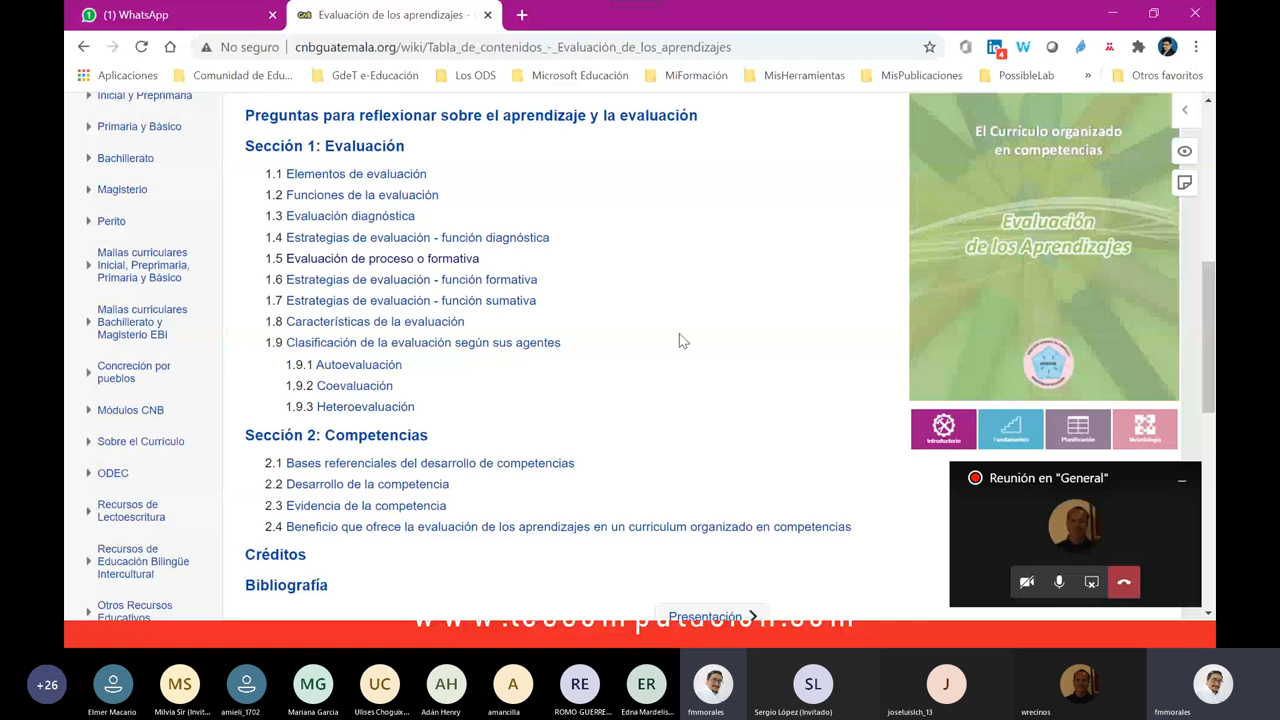 (1) WhatsApp
Evaluación de los aprendizajes -
No seguro
cnbguatemala.org/wiki/Tabla_de_contenidos_-_Evaluación_de_los_aprendizajes
4
Aplicaciones
Comunidad de Edu...
GdeT e-Educación
Los ODS
Microsoft Educación
MiFormación
MisHerramientas
MisPublicaciones
PossibleLab
»
Otros favoritos
Inicial y Preprimaria
Primaria y Básico
Bachillerato
Magisterio
Perito
Mallas curriculares
Inicial, Preprimaria,
Primaria y Básico
Mallas curriculares
Bachillerato y
Magisterio EBI
Concreción por
pueblos
Módulos CNB
Sobre el Currículo
ODEC
Recursos de
Lectoescritura
Recursos de
Educación Bilingüe
Intercultural
Otros Recursos
Educativos
Preguntas para reflexionar sobre el aprendizaje y la evaluación
Sección 1: Evaluación
1.1 Elementos de evaluación
1.2 Funciones de la evaluación
1.3 Evaluación diagnóstica
1.4 Estrategias de evaluación - función diagnóstica
1.5 Evaluación de proceso o formativa
1.6 Estrategias de evaluación - función formativa
1.7 Estrategias de evaluación - función sumativa
1.8 Características de la evaluación
1.9 Clasificación de la evaluación según sus agentes
1.9.1 Autoevaluación
1.9.2 Coevaluación
1.9.3 Heteroevaluación
Sección 2: Competencias
2.1 Bases referenciales del desarrollo de competencias
2.2 Desarrollo de la competencia
2.3 Evidencia de la competencia
2.4 Beneficio que ofrece la evaluación de los aprendizajes en un curriculum organizado en competencias
Créditos
Bibliografía
Presentación
El Currículo organizado
en competencias
Evaluación
de los Aprendizajes
Introductorio
Fundamentos
Planificación
Metodología
Reunión en "General"
+26
Elmer Macario
MS
Milvia Sir (Invit...
amieli_1702
MG
Mariana Garcia
UC
Ulises Choguix...
AH
Adán Henry
A
amancilla
RE
ROMO GUERRE...
ER
Edna Mardelis...
fmmorales
SL
Sergio López (Invitado)
J
joseluislch_13
wrecinos
fmmorales